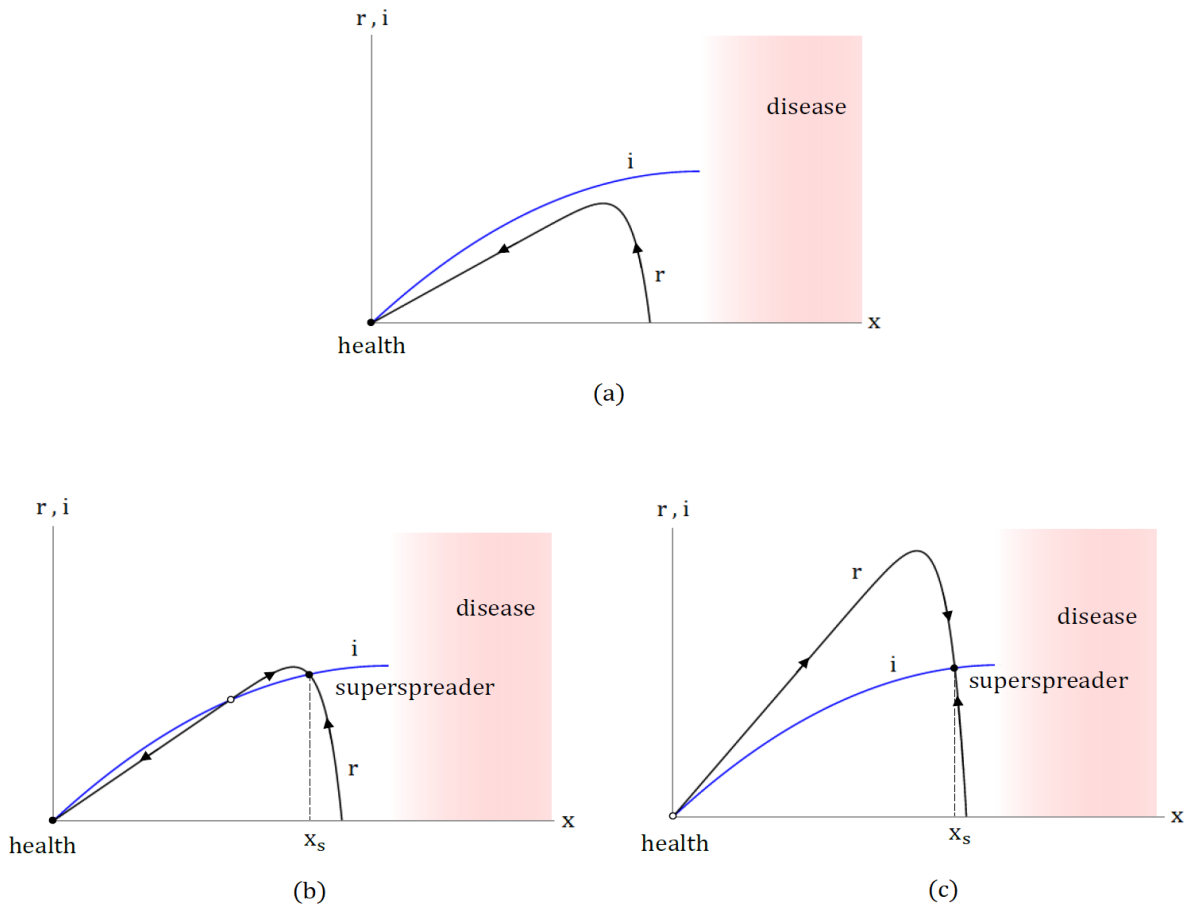 r , i
disease
i
r
x
health
(a)
r , i
disease
i
superspreader
r
x
x_s
health
(b)
r , i
r
disease
i
superspreader
x
x_s
health
(c)